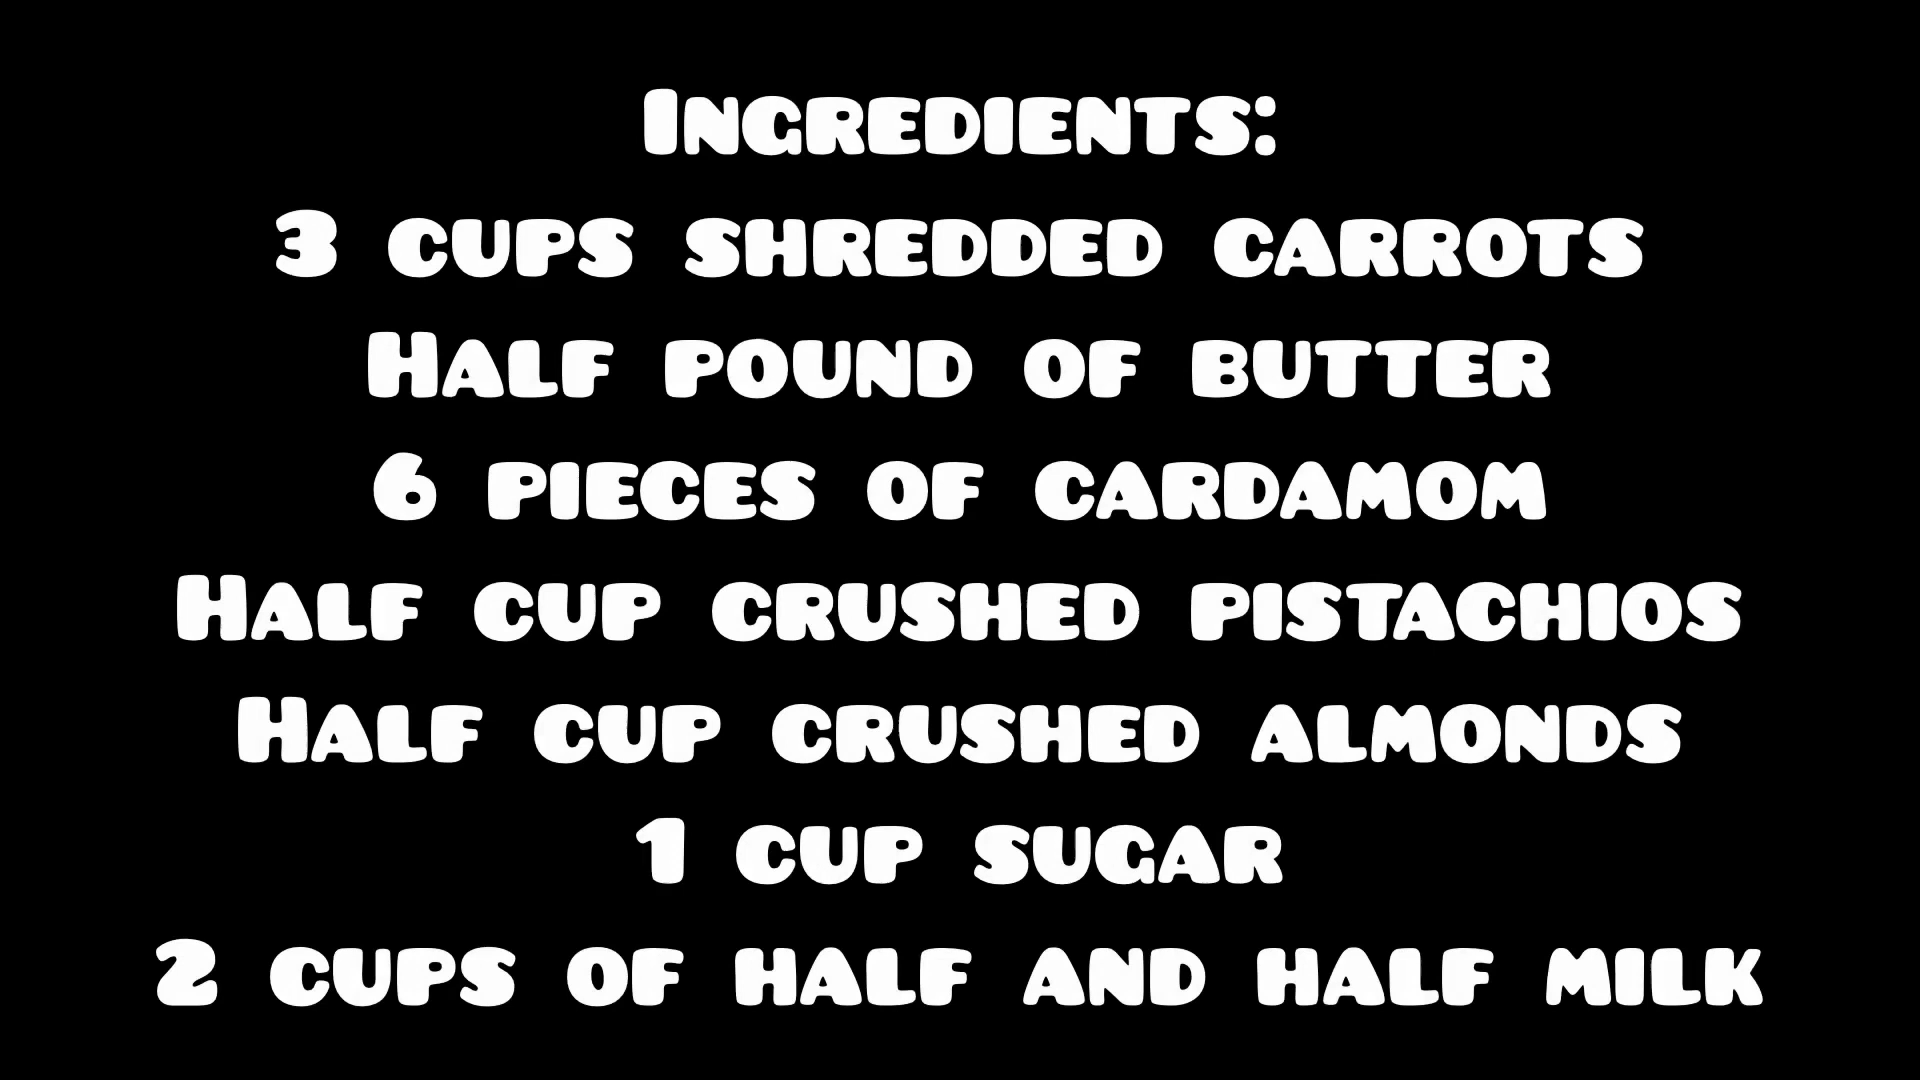 Ingredients:
3 cups shredded carrots
Half pound of butter
6 pieces of cardamom
Half cup crushed pistachios
Half cup crushed almonds
1 cup sugar
2 cups of half and half milk